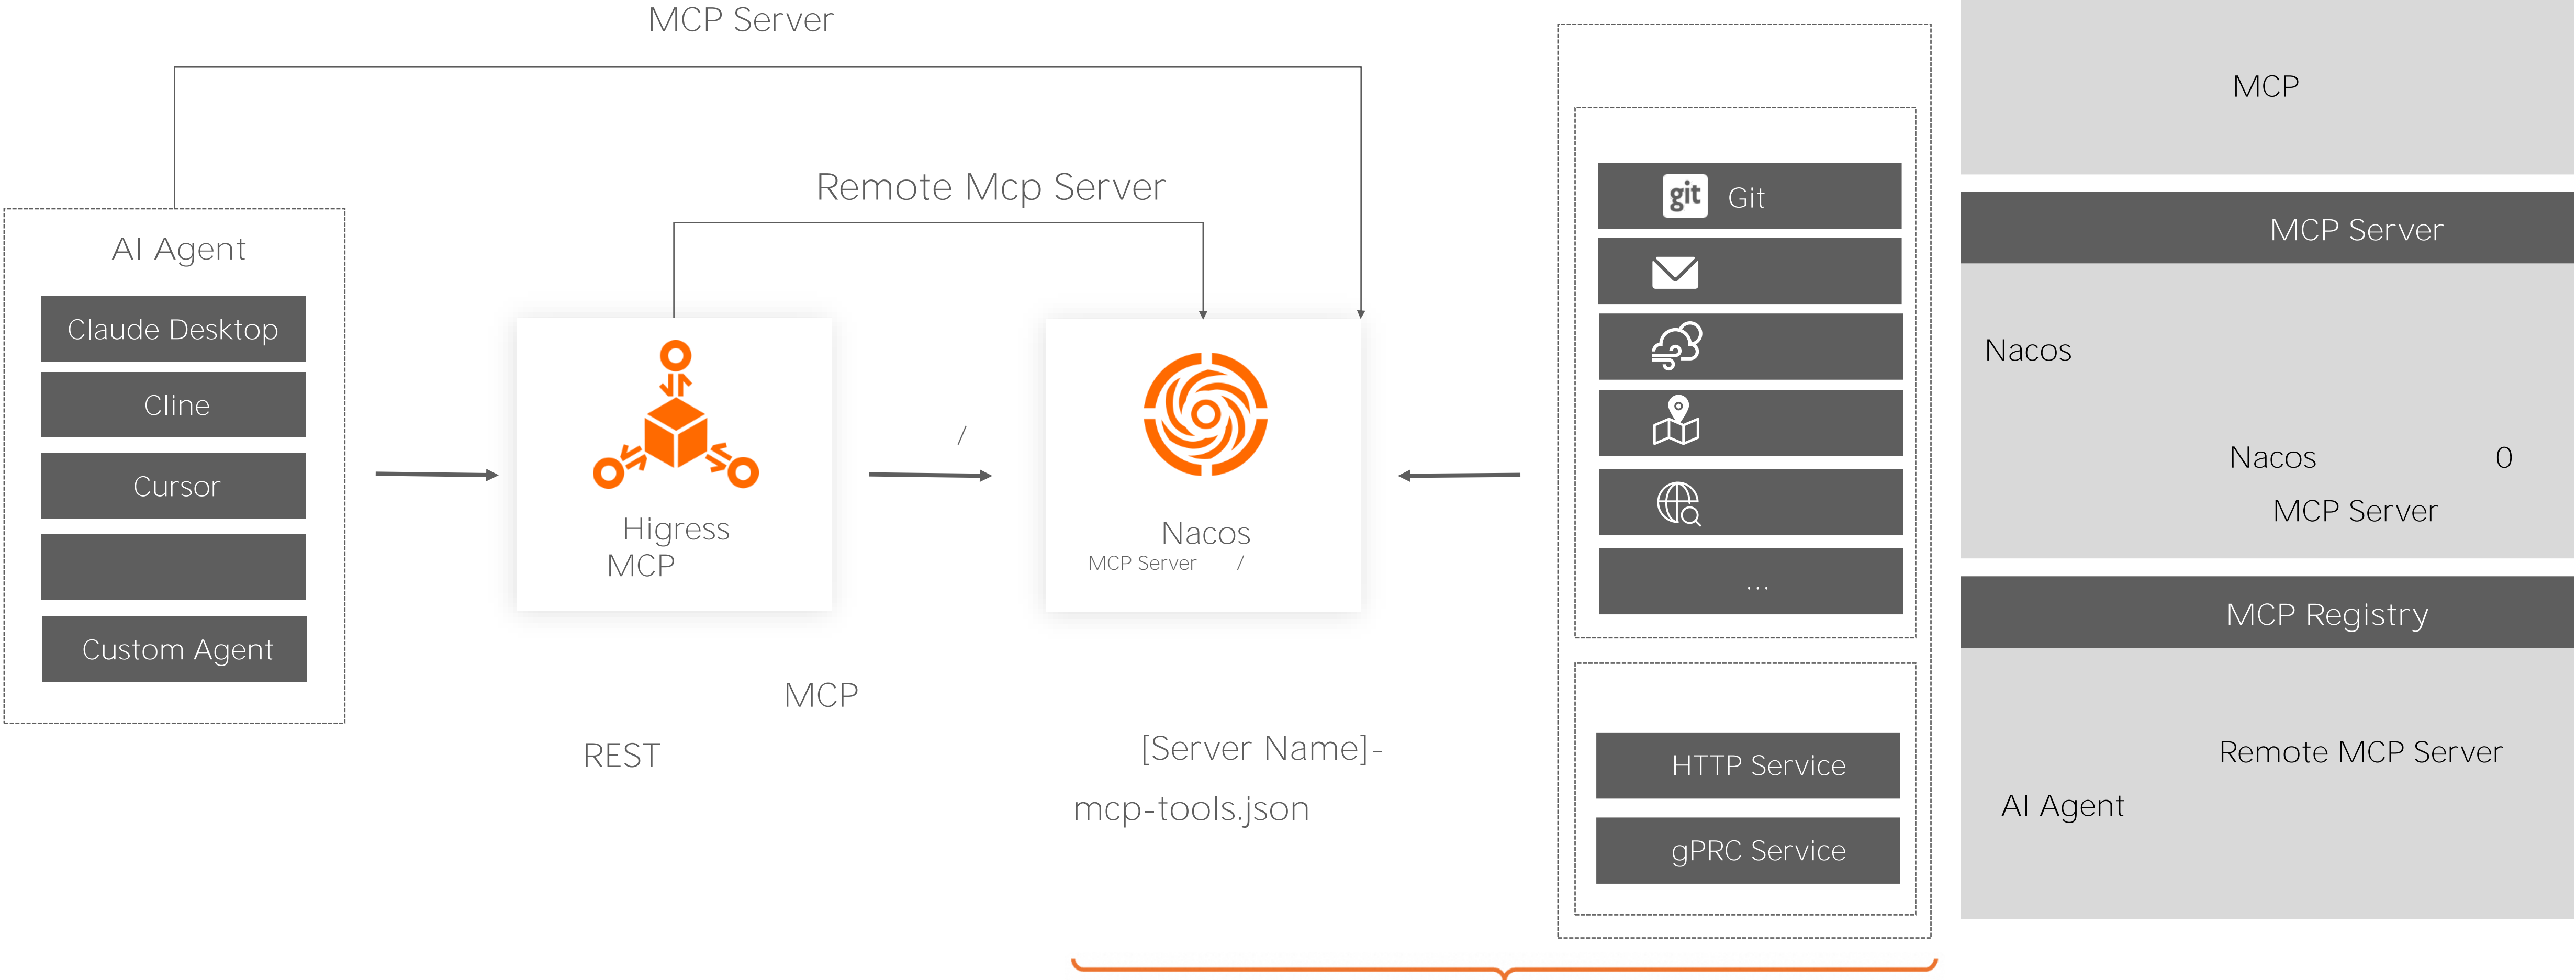 MCP Server
Remote Mcp Server
AI Agent
Claude Desktop
Cline
Cursor
Custom Agent
Higress
MCP
/
Nacos
MCP Server /
MCP
REST
[Server Name]-
mcp-tools.json
git Git
...
HTTP Service
gPRC Service
MCP
MCP Server
Nacos
Nacos 0
MCP Server
MCP Registry
Remote MCP Server
AI Agent